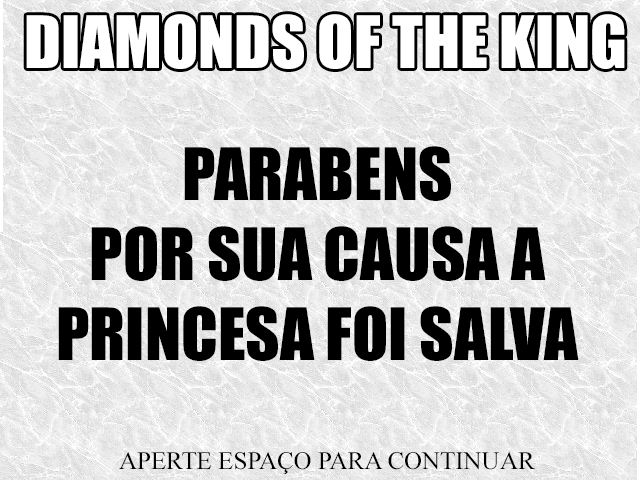 DIAMONDS OF THE KING
PARABENS
POR SUA CAUSA A
PRINCESA FOI SALVA
APERTE ESPAÇO PARA CONTINUAR